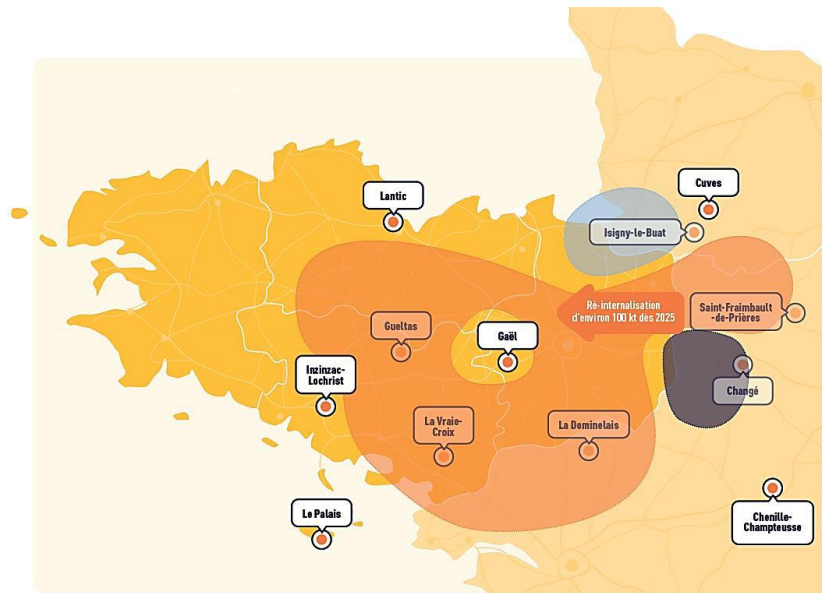 Cuves
Lantic
Isigny-le-Buat
Ré-internalisation
d'environ 100 kt dès 2025
Saint-Fraimbault
-de-Prières
Gueltas
Gaël
Inzinzac-
Lochrist
Changé
La Vraie-
Croix
La Dominelais
Le Palais
Chenille-
Champteusse